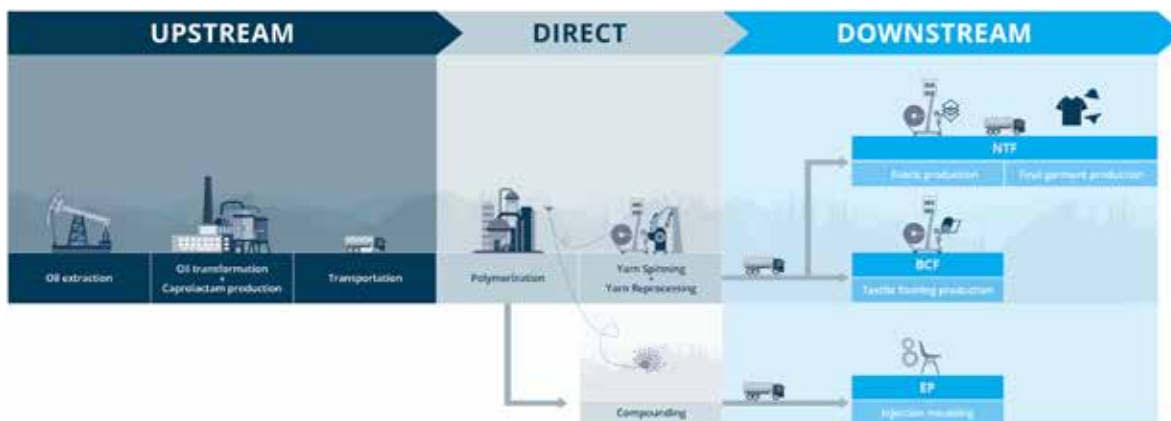 UPSTREAM
DIRECT
DOWNSTREAM
NTF
Fabric production
Final garment production
Oil extraction
Oil transformation
Caprolactam production
Transportation
Polymerization
Yarn Spinning
+
Yarn Reprocessing
BCF
Textile flooring production
Compounding
EP
Injection moulding